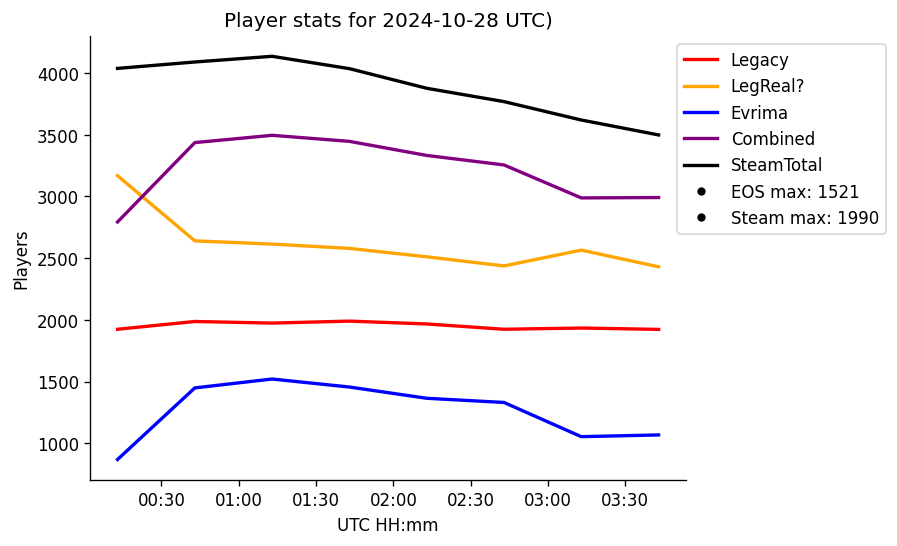 Player stats for 2024-10-28 UTC)
Legacy
LegReal?
Evrima
Combined
SteamTotal
EOS max: 1521
Steam max: 1990
Players
4000
3500
3000
2500
2000
1500
1000
00:30 01:00 01:30 02:00 02:30 03:00 03:30
UTC HH:mm